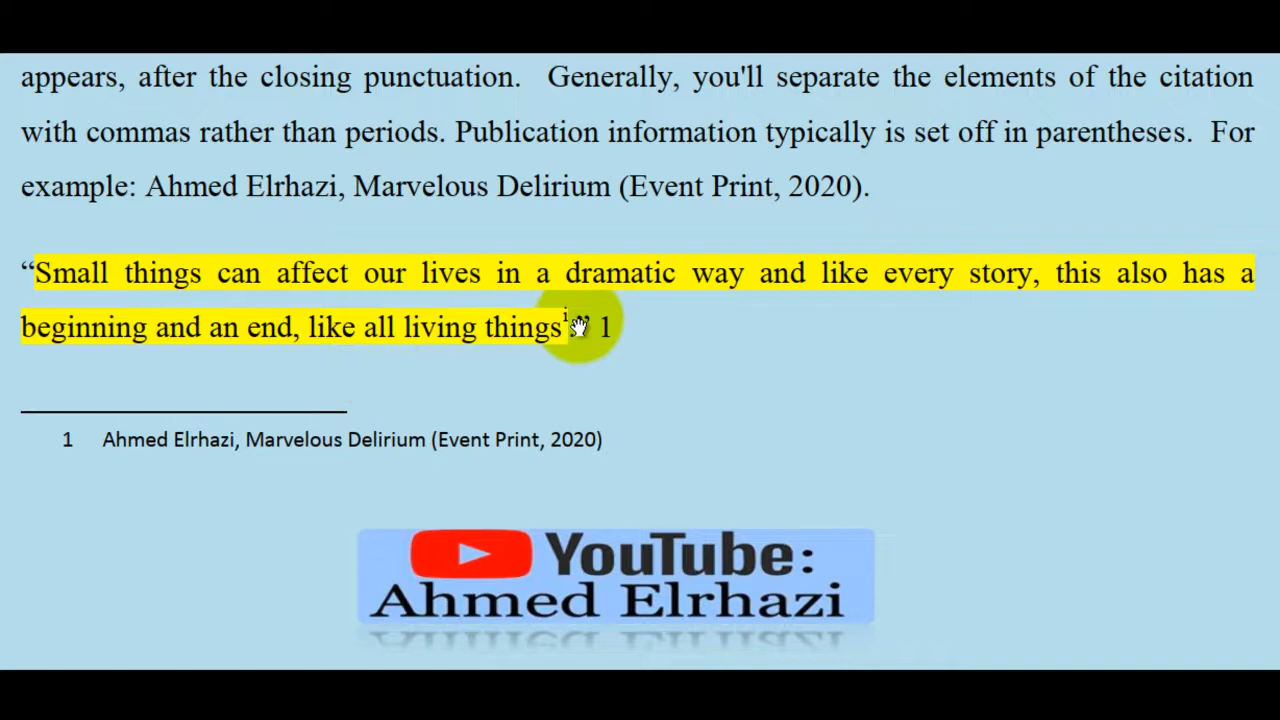 appears, after the closing punctuation. Generally, you'll separate the elements of the citation
with commas rather than periods. Publication information typically is set off in parentheses. For
example: Ahmed Elrhazi, Marvelous Delirium (Event Print, 2020).
“Small things can affect our lives in a dramatic way and like every story, this also has a
beginning and an end, like all living thingsⁱ.” 1
1 Ahmed Elrhazi, Marvelous Delirium (Event Print, 2020)
YouTube:
Ahmed Elrhazi